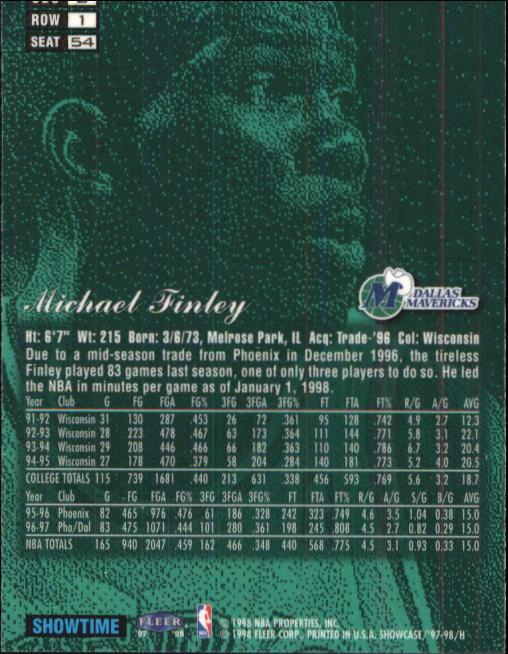 ROW 1
SEAT 54
Michael Finley
DALLAS
MAVERICKS
Ht: 6'7" Wt: 215 Born: 3/6/73, Melrose Park, IL Acq: Trade-'96 Col: Wisconsin
Due to a mid-season trade from Phoenix in December 1996, the tireless
Finley played 83 games last season, one of only three players to do so. He led
the NBA in minutes per game as of January 1, 1998.
Year Club G FG FGA FG% 3FG 3FGA 3FG% FT FTA FT% R/G A/G AVG
91-92 Wisconsin 31 130 287 .453 26 72 .361 95 128 .742 4.9 2.7 12.3
92-93 Wisconsin 28 223 478 .467 63 173 .364 111 144 .771 5.8 3.1 22.1
93-94 Wisconsin 29 208 446 .466 66 182 .363 110 140 .786 6.7 3.2 20.4
94-95 Wisconsin 27 178 470 .379 58 204 .284 140 181 .773 5.2 4.0 20.5
COLLEGE TOTALS 115 739 1681 .440 213 631 .338 456 593 .769 5.6 3.2 18.7
Year Club G FG FGA FG% 3FG 3FGA 3FG% FT FTA FT% R/G A/G S/G B/G AVG
95-96 Phoenix 82 465 976 .476 61 186 .328 242 323 .749 4.6 3.5 1.04 0.38 15.0
96-97 Pho/Dal 83 475 1071 .444 101 280 .361 198 245 .808 4.5 2.7 0.82 0.29 15.0
NBA TOTALS 165 940 2047 .459 162 466 .348 440 568 .775 4.5 3.1 0.93 0.33 15.0
SHOWTIME
FLEER
'97 '98
© 1998 NBA PROPERTIES, INC.
© 1998 FLEER CORP., PRINTED IN U.S.A. SHOWCASE/'97-98/H